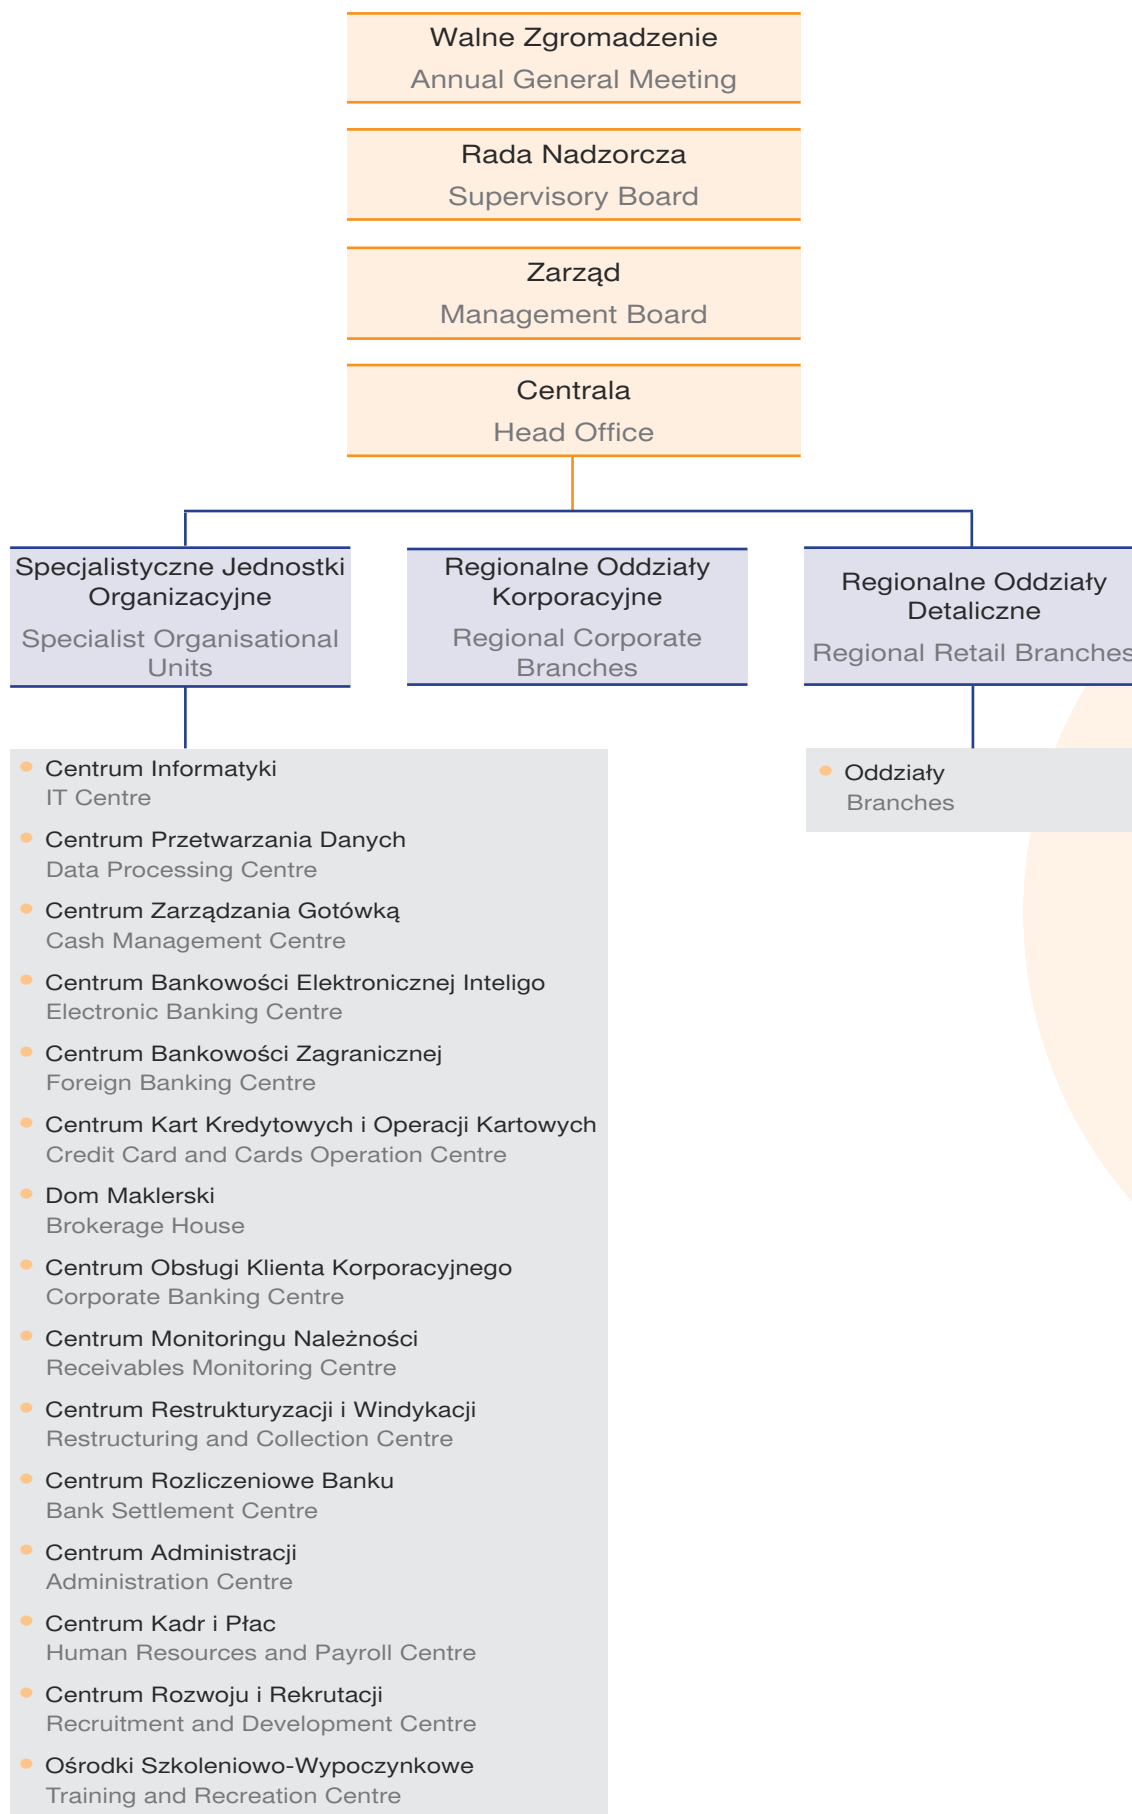 Walne Zgromadzenie
Annual General Meeting
Rada Nadzorcza
Supervisory Board
Zarząd
Management Board
Centrala
Head Office
Specjalistyczne Jednostki
Organizacyjne
Specialist Organisational
Units
Regionalne Oddziały
Korporacyjne
Regional Corporate
Branches
Regionalne Oddziały
Detaliczne
Regional Retail Branches
Centrum Informatyki
IT Centre
Centrum Przetwarzania Danych
Data Processing Centre
Centrum Zarządzania Gotówką
Cash Management Centre
Centrum Bankowości Elektronicznej Inteligo
Electronic Banking Centre
Centrum Bankowości Zagranicznej
Foreign Banking Centre
Centrum Kart Kredytowych i Operacji Kartowych
Credit Card and Cards Operation Centre
Dom Maklerski
Brokerage House
Centrum Obsługi Klienta Korporacyjnego
Corporate Banking Centre
Centrum Monitoringu Należności
Receivables Monitoring Centre
Centrum Restrukturyzacji i Windykacji
Restructuring and Collection Centre
Centrum Rozliczeniowe Banku
Bank Settlement Centre
Centrum Administracji
Administration Centre
Centrum Kadr i Płac
Human Resources and Payroll Centre
Centrum Rozwoju i Rekrutacji
Recruitment and Development Centre
Ośrodki Szkoleniowo-Wypoczynkowe
Training and Recreation Centre
Oddziały
Branches